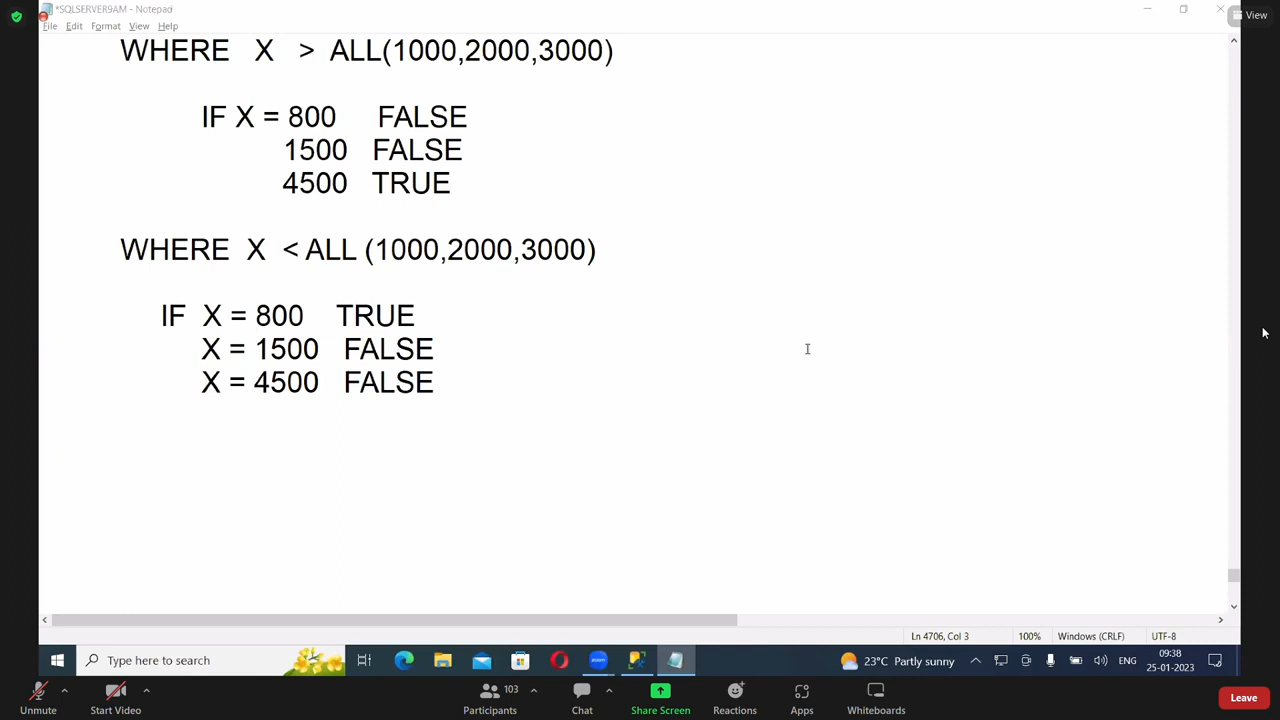 *SQLSERVER9AM - Notepad
View
File Edit Format View Help
WHERE X > ALL(1000,2000,3000)
IF X = 800 FALSE
1500 FALSE
4500 TRUE
WHERE X < ALL (1000,2000,3000)
IF X = 800 TRUE
X = 1500 FALSE
X = 4500 FALSE
Ln 4706, Col 3 100% Windows (CRLF) UTF-8
Type here to search
23°C Partly sunny ENG
09:38
25-01-2023
103
Unmute Start Video Participants Chat Share Screen Reactions Apps Whiteboards Leave